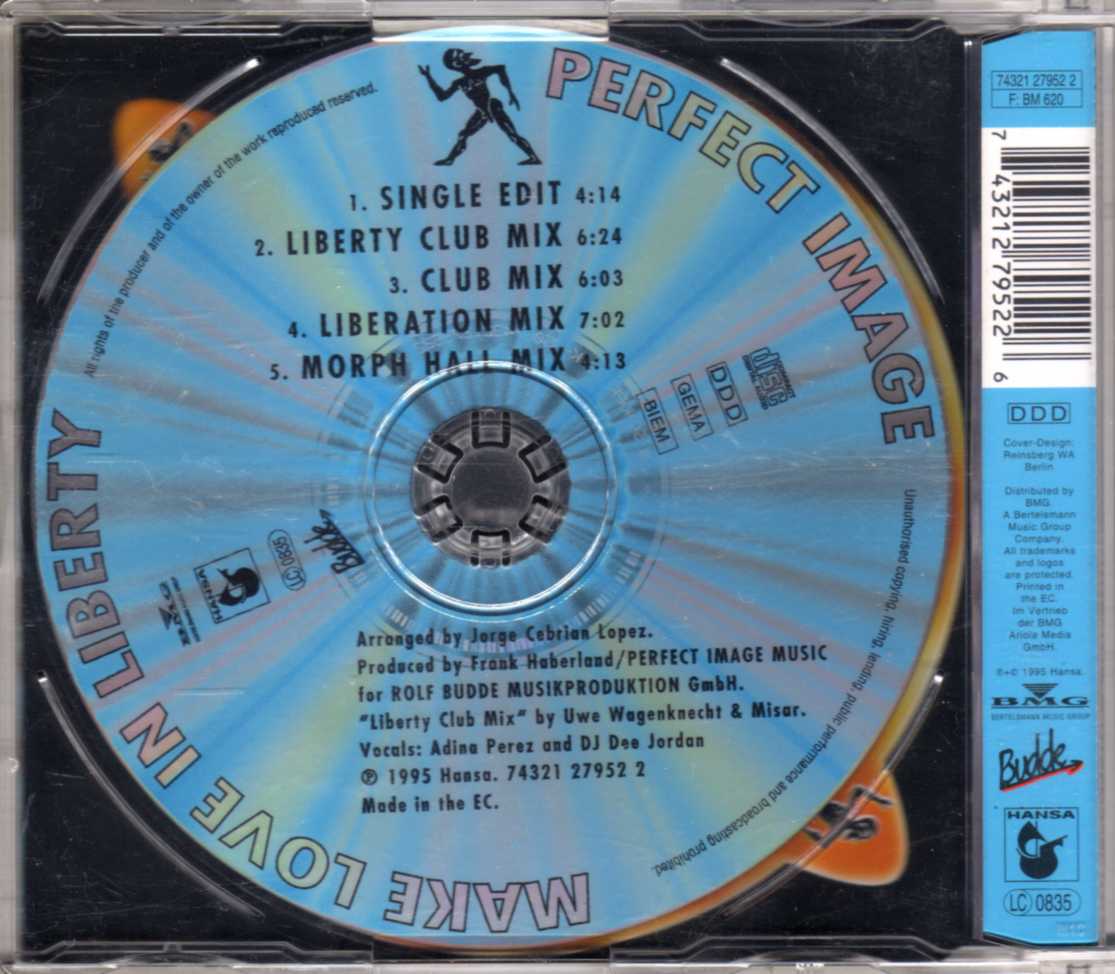 PERFECT IMAGE
1. SINGLE EDIT 4:14
2. LIBERTY CLUB MIX 6:24
3. CLUB MIX 6:03
4. LIBERATION MIX 7:02
5. MORPH HALL MIX 4:13
All rights of the producer and of the owner of the work reproduced reserved.
COMPACT
disc
DIGITAL AUDIO
DDD
GEMA
BIEM
Budde
LC 0835
HANSA
BMG
Arranged by Jorge Cebrian Lopez.
Produced by Frank Haberland/PERFECT IMAGE MUSIC
for ROLF BUDDE MUSIKPRODUKTION GmbH.
"Liberty Club Mix" by Uwe Wagenknecht & Misar.
Vocals: Adina Perez and DJ Dee Jordan
℗ 1995 Hansa. 74321 27952 2
Made in the EC.
Unauthorised copying, hiring, lending, public performance and broadcasting prohibited.
MAKE LOVE IN LIBERTY
74321 27952 2
F: BM 620
7 43212 79522 6
DDD
Cover-Design:
Reinsberg WA
Berlin
Distributed by
BMG.
A Bertelsmann
Music Group
Company.
All trademarks
and logos
are protected.
Printed in
the EC.
Im Vertrieb
der BMG
Ariola Media
GmbH.
℗+© 1995 Hansa.
BMG
BERTELSMANN MUSIC GROUP
Budde
HANSA
LC 0835